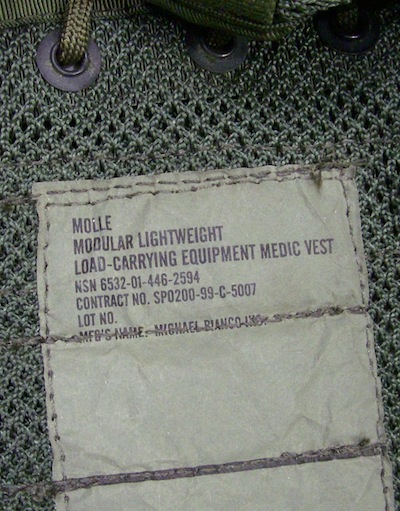 MOLLE
MODULAR LIGHTWEIGHT
LOAD-CARRYING EQUIPMENT MEDIC VEST
NSN 6532-01-446-2594
CONTRACT NO. SPO200-99-C-5007
LOT NO.
MFG'S NAME: MICHAEL BIANCO INC.